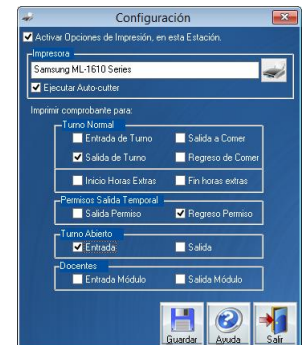 Configuración
Activar Opciones de Impresión, en esta Estación.
Impresora
Samsung ML-1610 Series
Ejecutar Auto-cutter
Imprimir comprobante para:
Turno Normal
Entrada de Turno Salida a Comer
Salida de Turno Regreso de Comer
Inicio Horas Extras Fin horas extras
Permisos Salida Temporal
Salida Permiso Regreso Permiso
Turno Abierto
Entrada Salida
Docentes
Entrada Módulo Salida Módulo
Guardar Ayuda Salir